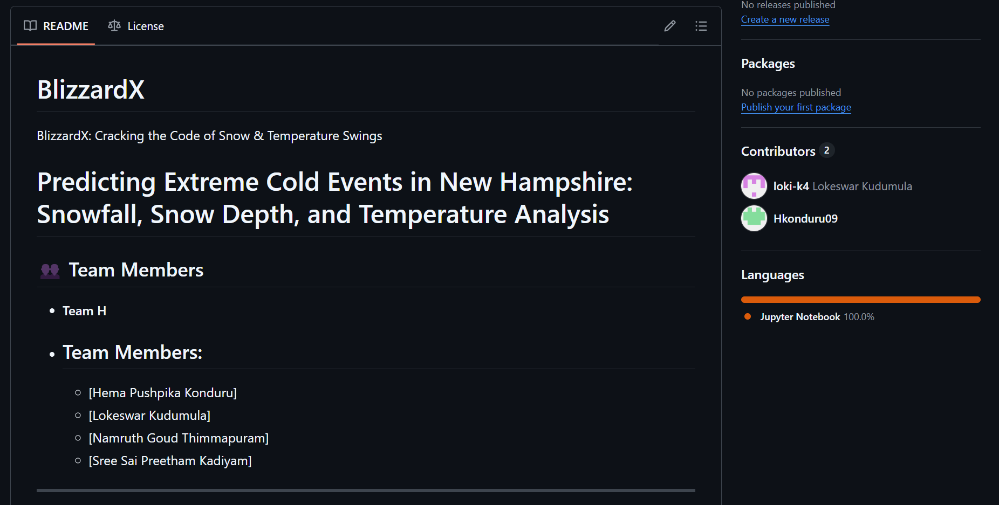 README
License
BlizzardX
BlizzardX: Cracking the Code of Snow & Temperature Swings
Predicting Extreme Cold Events in New Hampshire:
Snowfall, Snow Depth, and Temperature Analysis
Team Members
Team H
Team Members:
[Hema Pushpika Konduru]
[Lokeswar Kudumula]
[Namruth Goud Thimmapuram]
[Sree Sai Preetham Kadiyam]
No releases published
Create a new release
Packages
No packages published
Publish your first package
Contributors 2
loki-k4 Lokeswar Kudumula
Hkonduru09
Languages
Jupyter Notebook 100.0%